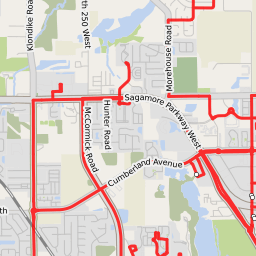 Klondike Road
th 250 West
Morehouse Road
Sagamore Parkway West
Hunter Road
McCormick Road
Cumberland Avenue
th